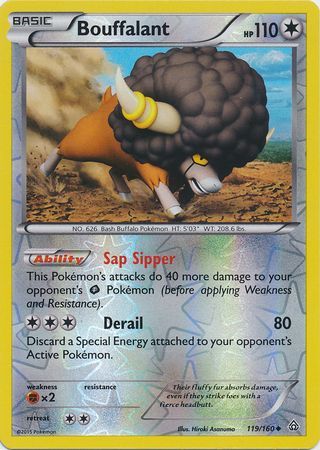 BASIC
Bouffalant
HP 110
NO. 626 Bash Buffalo Pokémon HT: 5'03" WT: 208.6 lbs.
Ability Sap Sipper
This Pokémon's attacks do 40 more damage to
your opponent's Pokémon (before applying Weakness
and Resistance).
Derail 80
Discard a Special Energy attached to your opponent's
Active Pokémon.
weakness resistance
×2
Their fluffy fur absorbs damage,
even if they strike foes with a
fierce headbutt.
retreat
©2015 Pokémon
Illus. Hiroki Asanuma
119/160